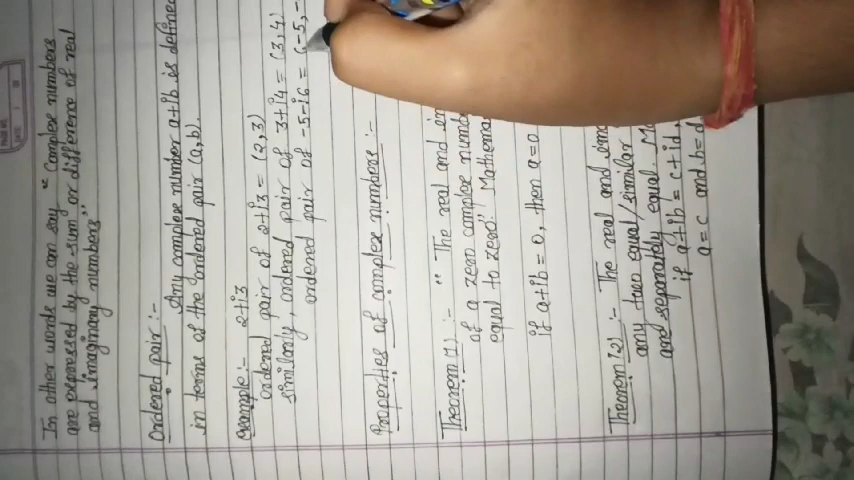 In other words we can say " Complex numbers
are expressed by the sum or difference of real
and imaginary numbers"
Ordered pair :-
Any complex number a+ib is defined
in terms of the ordered pair (a,b).
example:- 2+i3
ordered pair of 2+i3 = (2,3)
similarly, ordered pair of 3+i4 = (3,4)
ordered pair of -5-i6 = (-5,-
Properties of complex numbers :-
Theorem (1) :- " The real and
of a zero complex
equal to zero".
if a+ib = 0, then a=0
Theorem (2) :- The real and
any two equal/similar
and separately equal.
if a+ib = c+id,
a=c and b=d